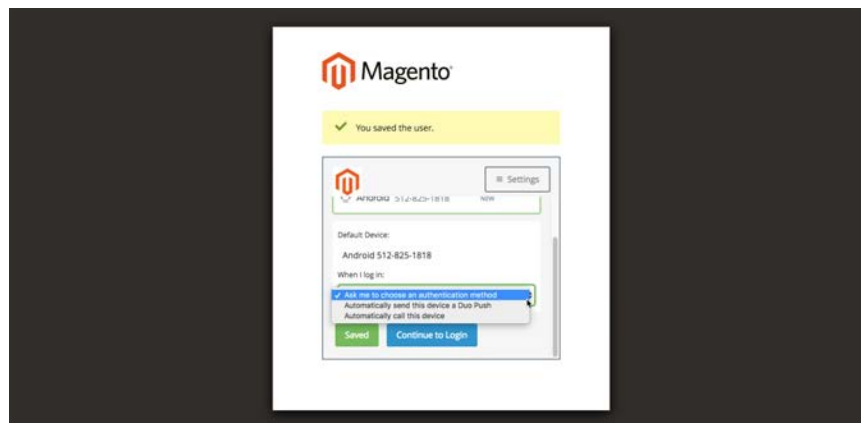 Magento
You saved the user.
Settings
Android 512-825-1818 New
Default Device:
Android 512-825-1818
When I log in:
Ask me to choose an authentication method
Automatically send this device a Duo Push
Automatically call this device
Saved Continue to Login